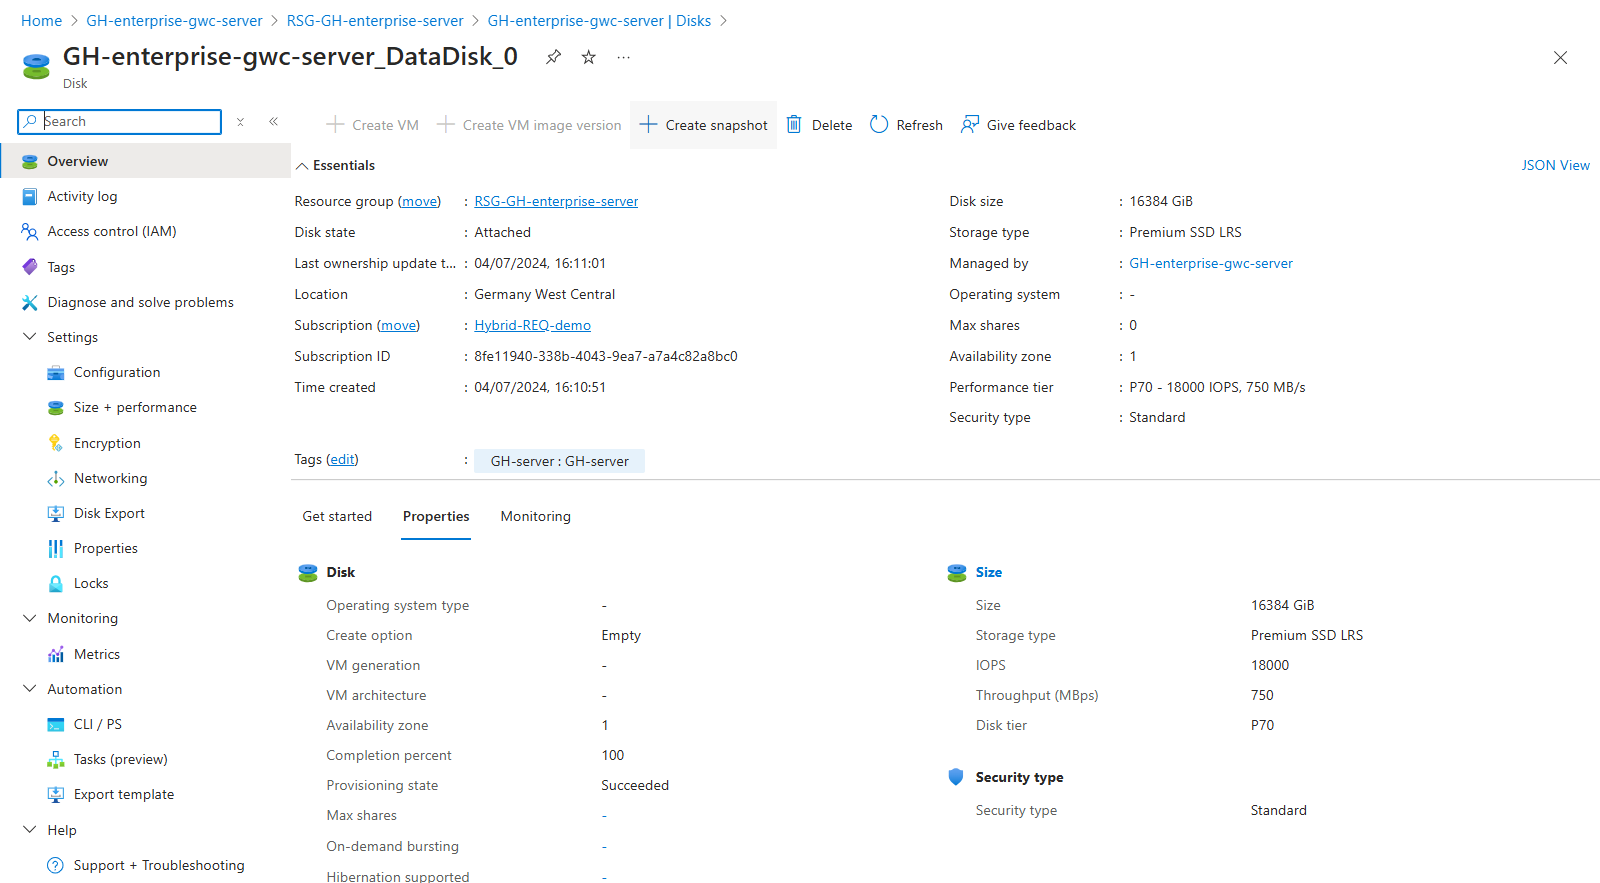 Home > GH-enterprise-gwc-server > RSG-GH-enterprise-server > GH-enterprise-gwc-server | Disks >
GH-enterprise-gwc-server_DataDisk_0
Disk
Search
Create VM
Create VM image version
Create snapshot
Delete
Refresh
Give feedback
Overview
Activity log
Access control (IAM)
Tags
Diagnose and solve problems
Settings
Configuration
Size + performance
Encryption
Networking
Disk Export
Properties
Locks
Monitoring
Metrics
Automation
CLI / PS
Tasks (preview)
Export template
Help
Support + Troubleshooting
Essentials
JSON View
Resource group (move) : RSG-GH-enterprise-server
Disk state : Attached
Last ownership update t... : 04/07/2024, 16:11:01
Location : Germany West Central
Subscription (move) : Hybrid-REQ-demo
Subscription ID : 8fe11940-338b-4043-9ea7-a7a4c82a8bc0
Time created : 04/07/2024, 16:10:51
Disk size : 16384 GiB
Storage type : Premium SSD LRS
Managed by : GH-enterprise-gwc-server
Operating system : -
Max shares : 0
Availability zone : 1
Performance tier : P70 - 18000 IOPS, 750 MB/s
Security type : Standard
Tags (edit) : GH-server : GH-server
Get started
Properties
Monitoring
Disk
Operating system type -
Create option Empty
VM generation -
VM architecture -
Availability zone 1
Completion percent 100
Provisioning state Succeeded
Max shares -
On-demand bursting -
Hibernation supported -
Size
Size 16384 GiB
Storage type Premium SSD LRS
IOPS 18000
Throughput (MBps) 750
Disk tier P70
Security type
Security type Standard